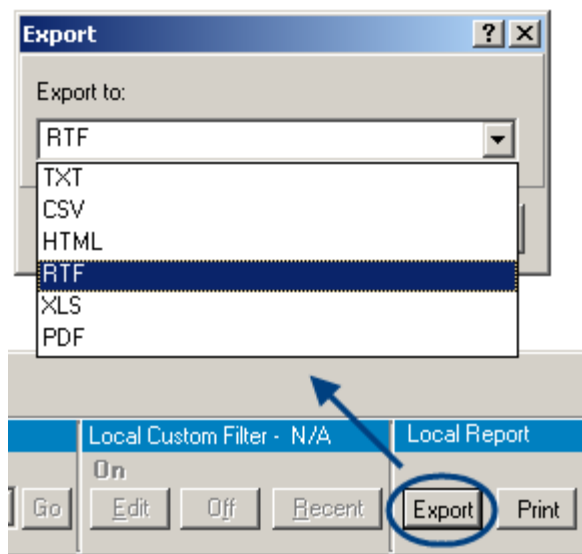 Export
Export to:
RTF
TXT
CSV
HTML
RTF
XLS
PDF
Local Custom Filter - N/A
Local Report
On
Go
Edit
Off
Recent
Export
Print